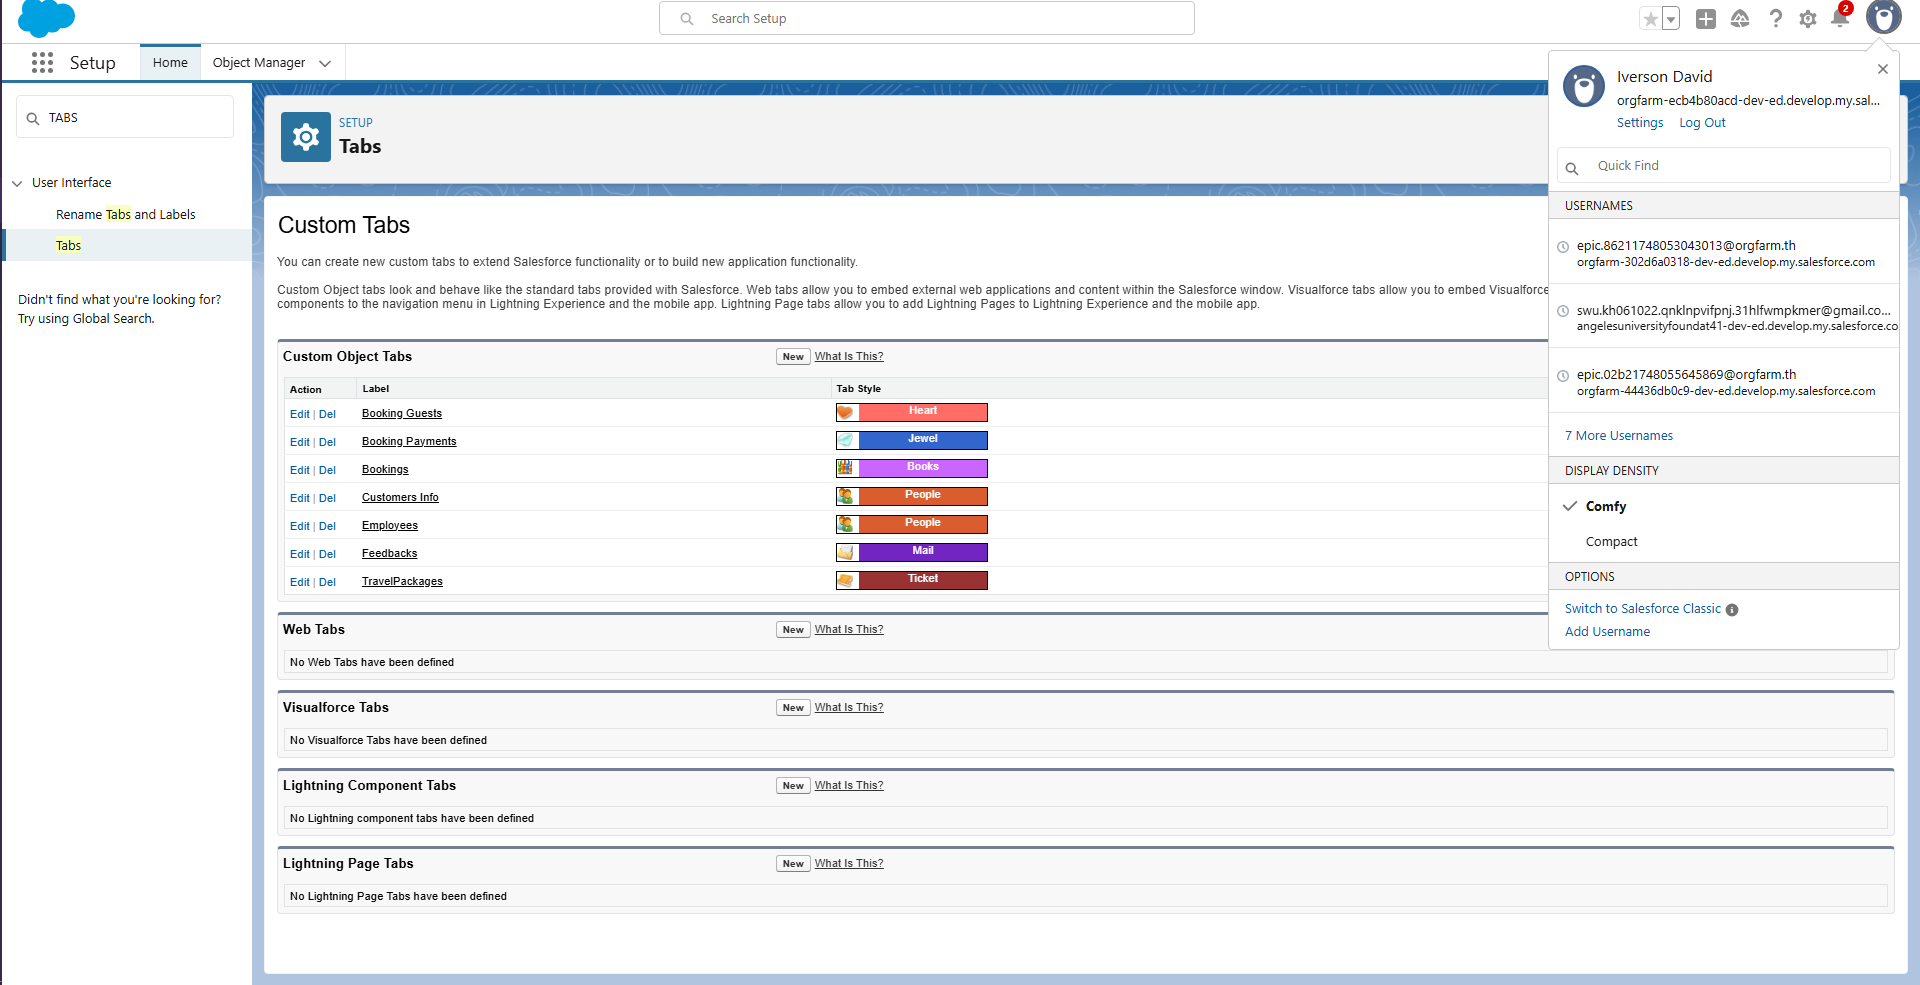 Search Setup
2
Setup
Home
Object Manager
TABS
User Interface
Rename Tabs and Labels
Tabs
Didn't find what you're looking for?
Try using Global Search.
SETUP
Tabs
Custom Tabs
You can create new custom tabs to extend Salesforce functionality or to build new application functionality.
Custom Object tabs look and behave like the standard tabs provided with Salesforce. Web tabs allow you to embed external web applications and content within the Salesforce window. Visualforce tabs allow you to embed Visualforce
components to the navigation menu in Lightning Experience and the mobile app. Lightning Page tabs allow you to add Lightning Pages to Lightning Experience and the mobile app.
Custom Object Tabs New What Is This?
Action Label Tab Style
Edit | Del Booking Guests Heart
Edit | Del Booking Payments Jewel
Edit | Del Bookings Books
Edit | Del Customers Info People
Edit | Del Employees People
Edit | Del Feedbacks Mail
Edit | Del TravelPackages Ticket
Web Tabs New What Is This?
No Web Tabs have been defined
Visualforce Tabs New What Is This?
No Visualforce Tabs have been defined
Lightning Component Tabs New What Is This?
No Lightning component tabs have been defined
Lightning Page Tabs New What Is This?
No Lightning Page Tabs have been defined
Iverson David
orgfarm-ecb4b80acd-dev-ed.develop.my.sal...
Settings Log Out
Quick Find
USERNAMES
epic.86211748053043013@orgfarm.th
orgfarm-302d6a0318-dev-ed.develop.my.salesforce.com
swu.kh061022.qnklnpvifpnj.31hlfwmpkmer@gmail.co...
angelesuniversityfoundat41-dev-ed.develop.my.salesforce.co
epic.02b21748055645869@orgfarm.th
orgfarm-44436db0c9-dev-ed.develop.my.salesforce.com
7 More Usernames
DISPLAY DENSITY
Comfy
Compact
OPTIONS
Switch to Salesforce Classic
Add Username